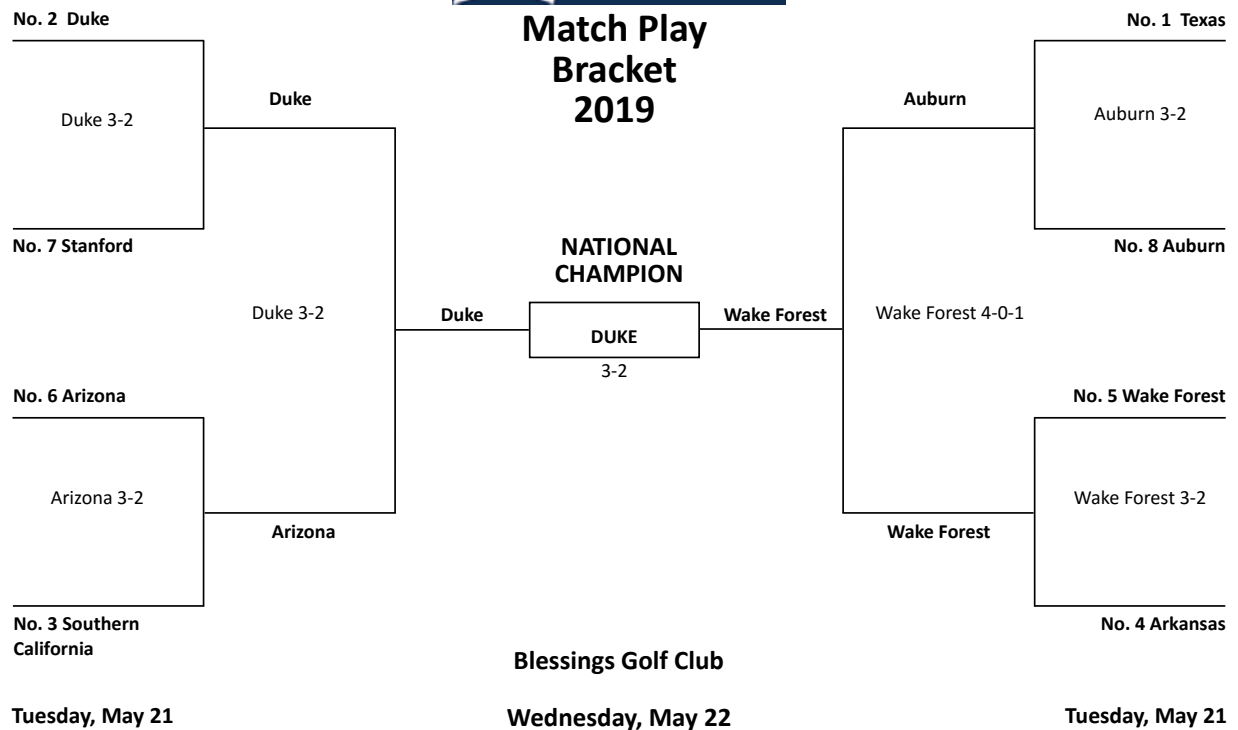 No. 2 Duke
Match Play
Bracket
2019
No. 1 Texas
Duke
Auburn
Duke 3-2
Auburn 3-2
No. 7 Stanford
NATIONAL
CHAMPION
No. 8 Auburn
Duke 3-2
Duke
DUKE
3-2
Wake Forest
Wake Forest 4-0-1
No. 6 Arizona
No. 5 Wake Forest
Arizona 3-2
Wake Forest 3-2
Arizona
Wake Forest
No. 3 Southern
California
No. 4 Arkansas
Blessings Golf Club
Tuesday, May 21
Wednesday, May 22
Tuesday, May 21